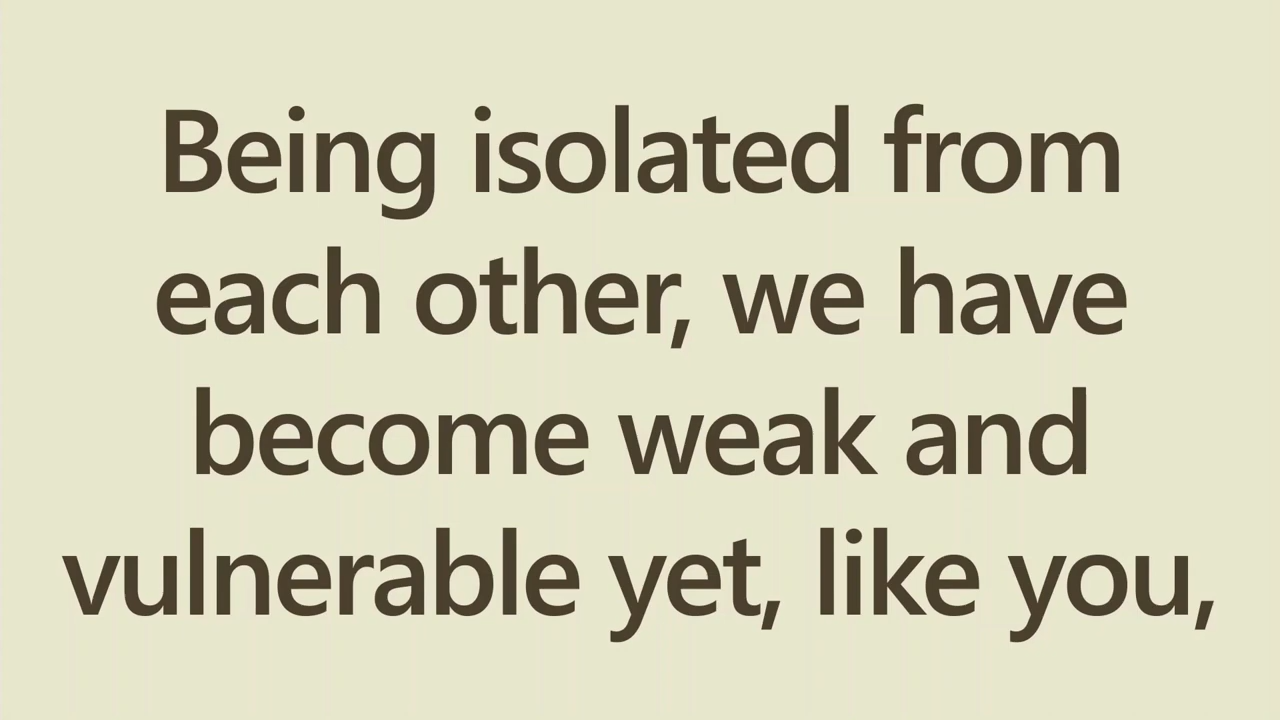 Being isolated from
each other, we have
become weak and
vulnerable yet, like you,